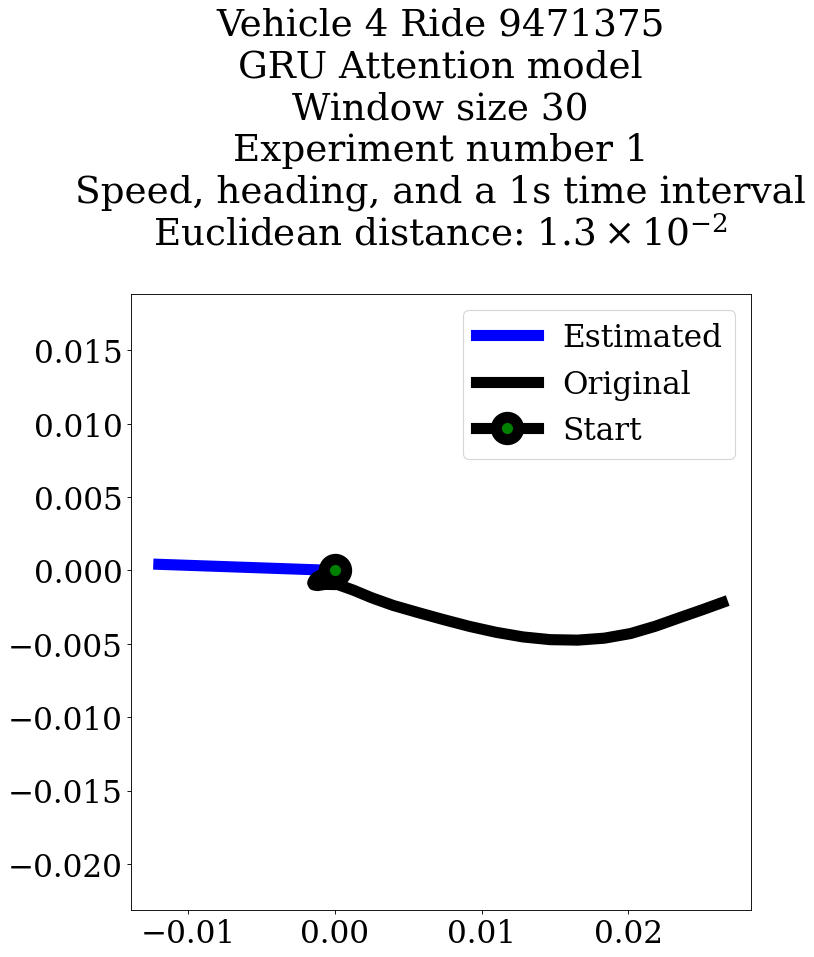 Vehicle 4 Ride 9471375
GRU Attention model
Window size 30
Experiment number 1
Speed, heading, and a 1s time interval
Euclidean distance: 1.3 × 10⁻²
Estimated
Original
Start
0.015
0.010
0.005
0.000
−0.005
−0.010
−0.015
−0.020
−0.01 0.00 0.01 0.02